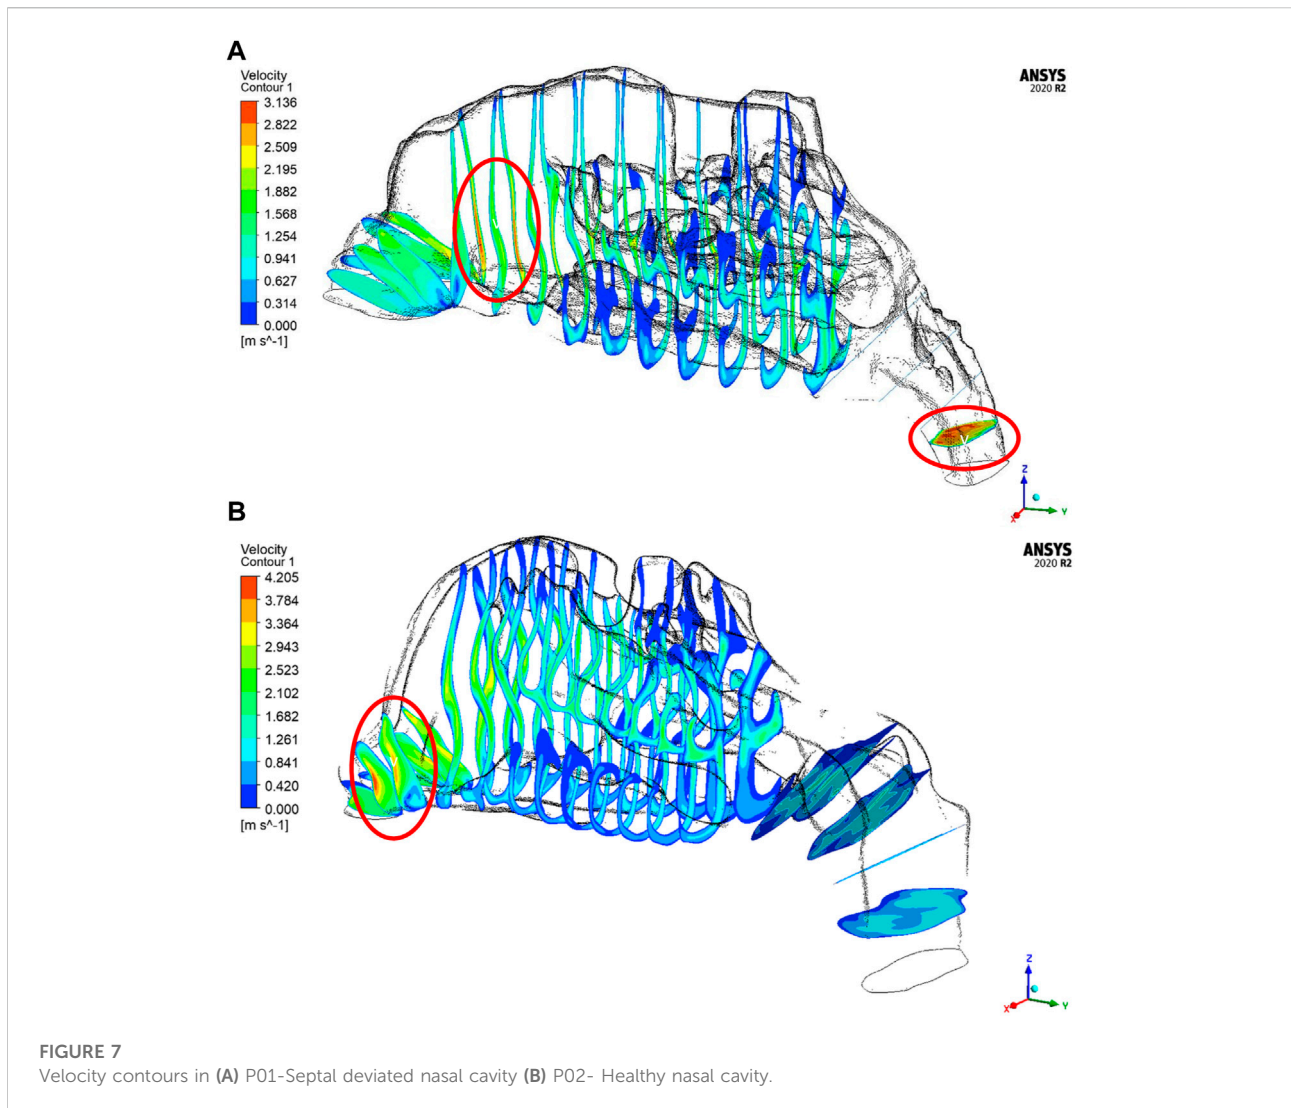 A
Velocity
Contour 1
3.136
2.822
2.509
2.195
1.882
1.568
1.254
0.941
0.627
0.314
0.000
[m s^-1]
ANSYS
2020 R2
Z
Y
X
B
Velocity
Contour 1
4.205
3.784
3.364
2.943
2.523
2.102
1.682
1.261
0.841
0.420
0.000
[m s^-1]
ANSYS
2020 R2
Z
Y
X
FIGURE 7
Velocity contours in (A) P01-Septal deviated nasal cavity (B) P02- Healthy nasal cavity.